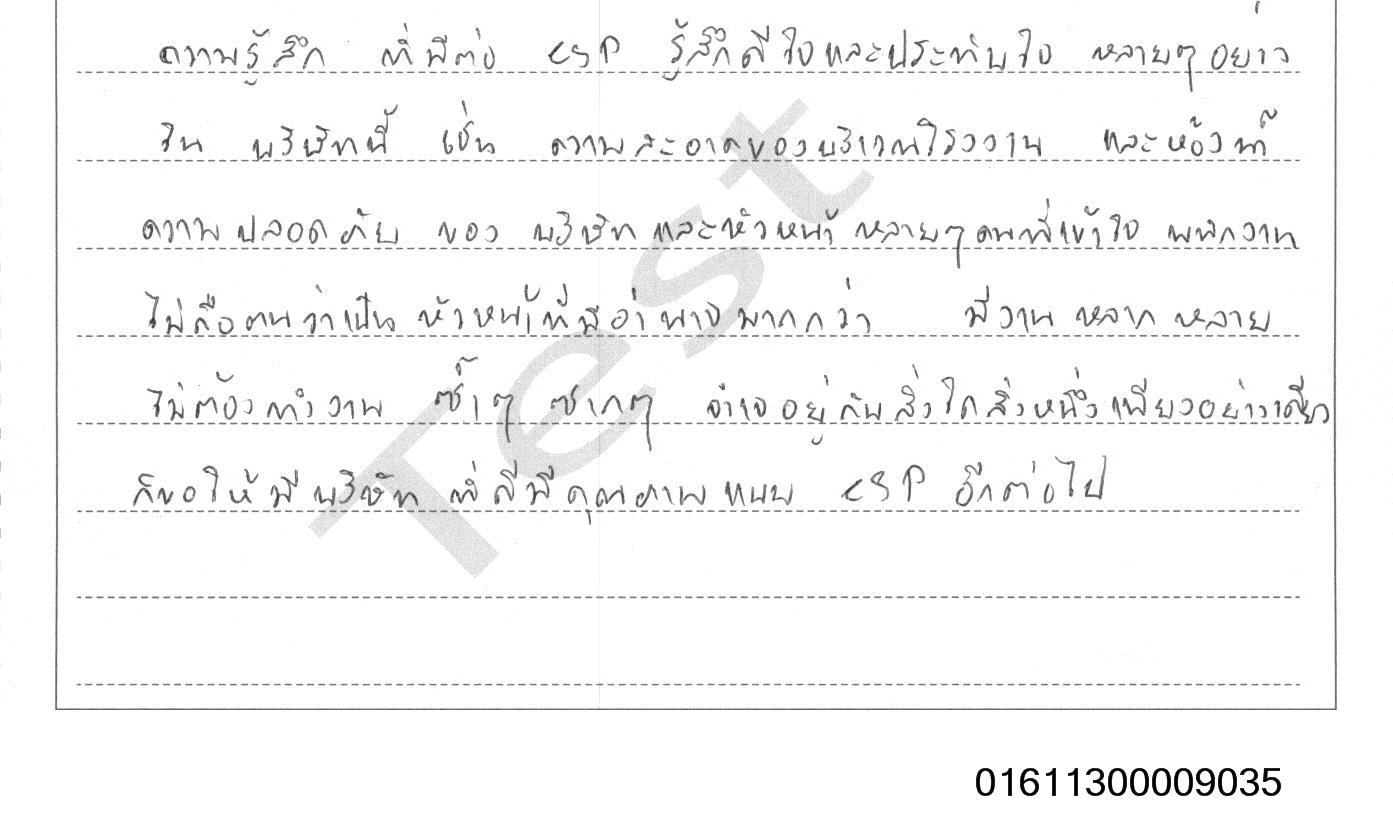 ความรู้สึก ที่มีต่อ CSP รู้สึกดีใจและประทับใจ หลายๆอย่าง
ใน บริษัทนี้ เช่น ความสะอาดของบริเวณโรงงาน และห้องน้ำ
ความปลอดภัย ของ บริษัทและหัวหน้าหลายๆคนที่เข้าใจ พนักงาน
ไม่ถือตนว่าเป็น หัวหน้าที่มีอำนาจมากกว่า มีงาน หลากหลาย
ไม่ต้องทำงาน ซ้ำๆ ซากๆ จำเจอยู่กับสิ่งใดสิ่งหนึ่งเพียงอย่างเดียว
ก็ขอให้มีบริษัท ที่ดีมีคุณภาพแบบ CSP อีกต่อไป
Test
01611300009035